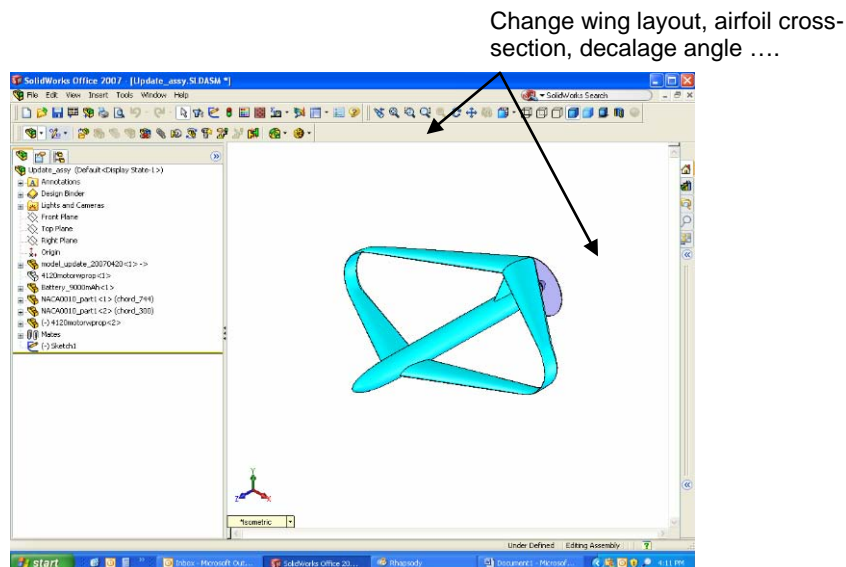 Change wing layout, airfoil cross-
section, decalage angle ….
SolidWorks Office 2007 - [Update_assy.SLDASM *]
File Edit View Insert Tools Window Help
SolidWorks Search
Update_assy (Default<Display State-1>)
Annotations
Design Binder
Lights and Cameras
Front Plane
Top Plane
Right Plane
Origin
model_update_20070420<1> ->
4120motorwprop<1>
Battery_9000mAh<1>
NACA0010_part1<1> (chord_744)
NACA0010_part1<2> (chord_300)
(-) 4120motorwprop<2>
Mates
(-) Sketch1
Y
Z
X
*Isometric
Under Defined
Editing Assembly
start
Inbox - Microsoft Out...
SolidWorks Office 20...
Rhapsody
Document1 - Microsof...
4:11 PM